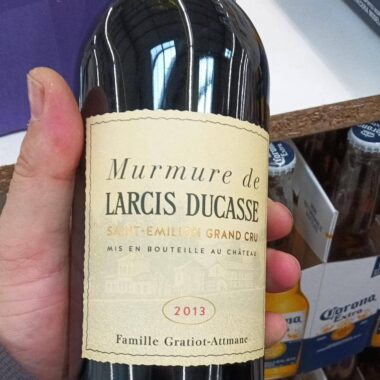 Murmure de
LARCIS DUCASSE
SAINT-EMILION GRAND CRU
MIS EN BOUTEILLE AU CHÂTEAU
2013
Famille Gratiot-Attmane
Corona
Extra
Corona
Extra